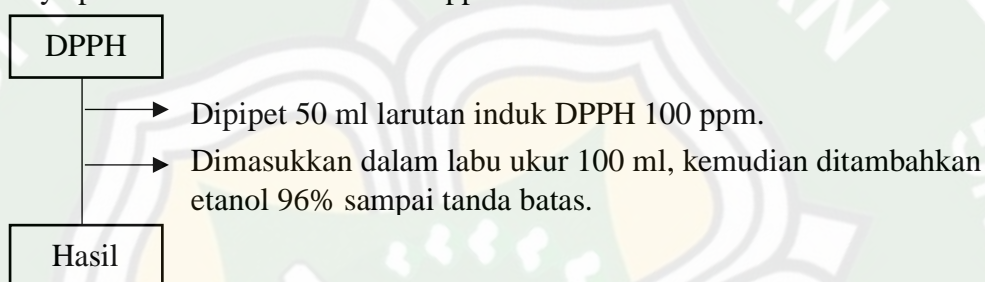 DPPH
Dipipet 50 ml larutan induk DPPH 100 ppm.
Dimasukkan dalam labu ukur 100 ml, kemudian ditambahkan
etanol 96% sampai tanda batas.
Hasil